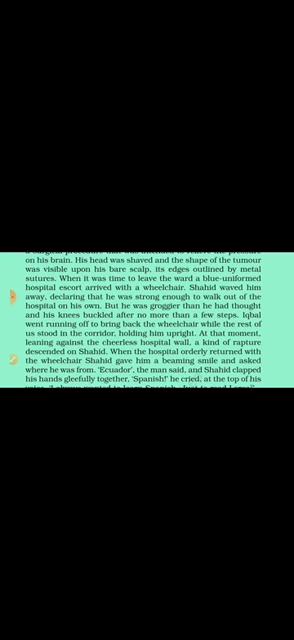 on his brain. His head was shaved and the shape of the tumour
was visible upon his bare scalp, its edges outlined by metal
sutures. When it was time to leave the ward a blue-uniformed
hospital escort arrived with a wheelchair. Shahid waved him
away, declaring that he was strong enough to walk out of the
hospital on his own. But he was groggier than he had thought
and his knees buckled after no more than a few steps. Iqbal
went running off to bring back the wheelchair while the rest of
us stood in the corridor, holding him upright. At that moment,
leaning against the cheerless hospital wall, a kind of rapture
descended on Shahid. When the hospital orderly returned with
the wheelchair Shahid gave him a beaming smile and asked
where he was from. 'Ecuador', the man said, and Shahid clapped
his hands gleefully together, 'Spanish!' he cried, at the top of his